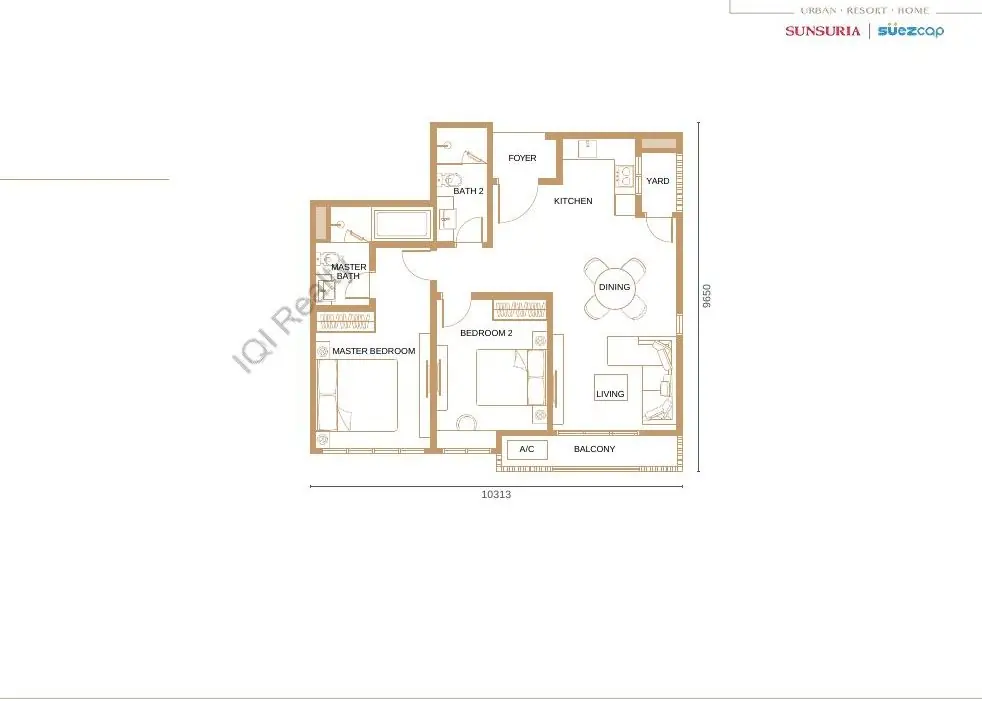 URBAN · RESORT · HOME
SUNSURIA | süezcap
FOYER
BATH 2
YARD
KITCHEN
MASTER
BATH
DINING
BEDROOM 2
MASTER BEDROOM
LIVING
A/C
BALCONY
9650
10313
IQI Realty